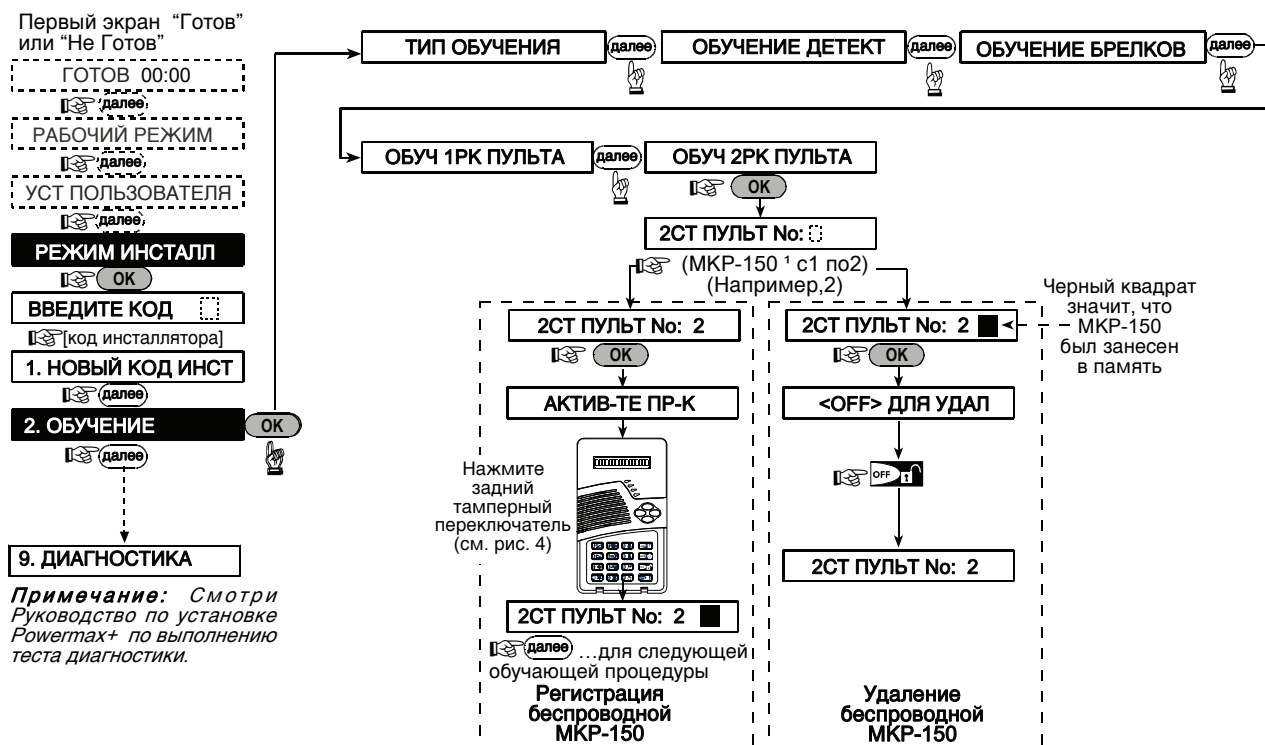 Первый экран “Готов”
или “Не Готов”
ГОТОВ 00:00
далее
РАБОЧИЙ РЕЖИМ
далее
УСТ ПОЛЬЗОВАТЕЛЯ
далее
РЕЖИМ ИНСТАЛЛ
OK
ВВЕДИТЕ КОД
[код инсталлятора]
1. НОВЫЙ КОД ИНСТ
далее
2. ОБУЧЕНИЕ
OK
далее
9. ДИАГНОСТИКА
Примечание: Смотри
Руководство по установке
Powermax+ по выполнению
теста диагностики.
ТИП ОБУЧЕНИЯ
далее
ОБУЧЕНИЕ ДЕТЕКТ
далее
ОБУЧЕНИЕ БРЕЛКОВ
далее
ОБУЧ 1РК ПУЛЬТА
далее
ОБУЧ 2РК ПУЛЬТА
OK
2СТ ПУЛЬТ No:
(МКР-150 ¹ с1 по2)
(Например,2)
2СТ ПУЛЬТ No: 2
OK
АКТИВ-ТЕ ПР-К
Нажмите
задний
тамперный
переключатель
(см. рис. 4)
2СТ ПУЛЬТ No: 2
далее ...для следующей
обучающей процедуры
Регистрация
беспроводной
МКР-150
2СТ ПУЛЬТ No: 2
Черный квадрат
значит, что
МКР-150
был занесен
в память
OK
<OFF> ДЛЯ УДАЛ
OFF
2СТ ПУЛЬТ No: 2
Удаление
беспроводной
МКР-150